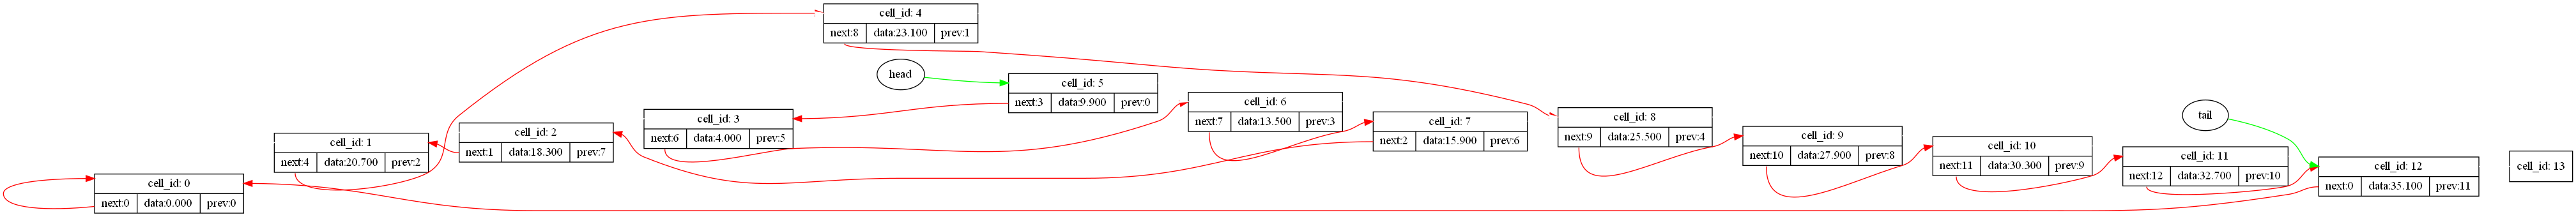 cell_id: 4
next:8 data:23.100 prev:1
head
cell_id: 5
next:3 data:9.900 prev:0
cell_id: 6
next:7 data:13.500 prev:3
cell_id: 3
next:6 data:4.000 prev:5
cell_id: 7
next:2 data:15.900 prev:6
cell_id: 8
next:9 data:25.500 prev:4
tail
cell_id: 2
next:1 data:18.300 prev:7
cell_id: 1
next:4 data:20.700 prev:2
cell_id: 9
next:10 data:27.900 prev:8
cell_id: 10
next:11 data:30.300 prev:9
cell_id: 11
next:12 data:32.700 prev:10
cell_id: 12
next:0 data:35.100 prev:11
cell_id: 13
cell_id: 0
next:0 data:0.000 prev:0